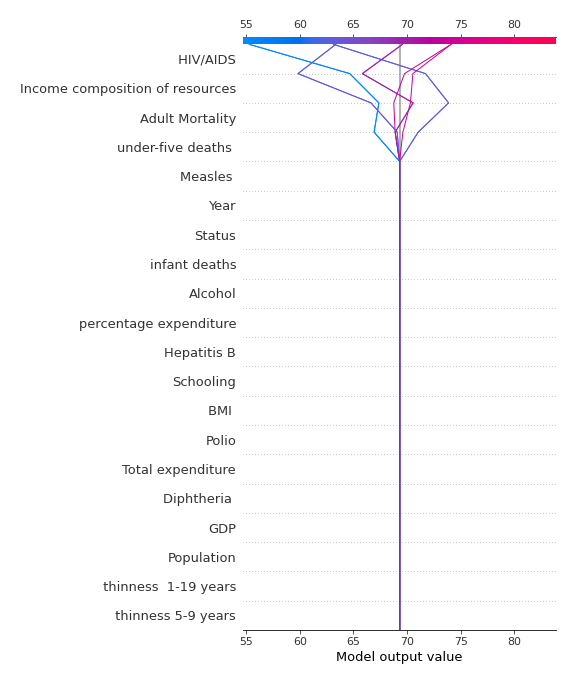 55 60 65 70 75 80
HIV/AIDS
Income composition of resources
Adult Mortality
under-five deaths
Measles
Year
Status
infant deaths
Alcohol
percentage expenditure
Hepatitis B
Schooling
BMI
Polio
Total expenditure
Diphtheria
GDP
Population
thinness  1-19 years
thinness 5-9 years
55 60 65 70 75 80
Model output value